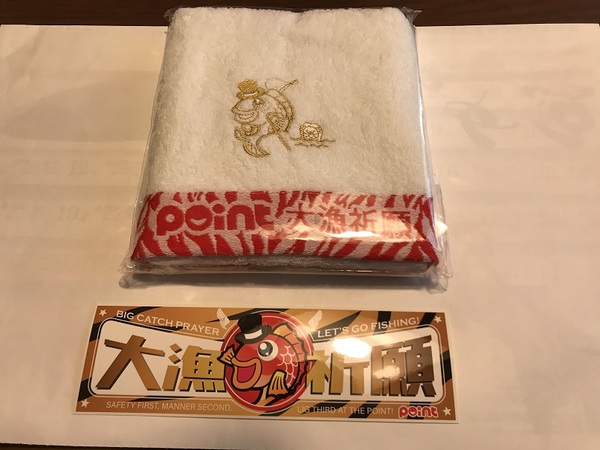 point 大漁祈願
BIG CATCH PRAYER LET'S GO FISHING!
大漁 祈願
SAFETY FIRST, MANNER SECOND, THIRD AT THE POINT! point